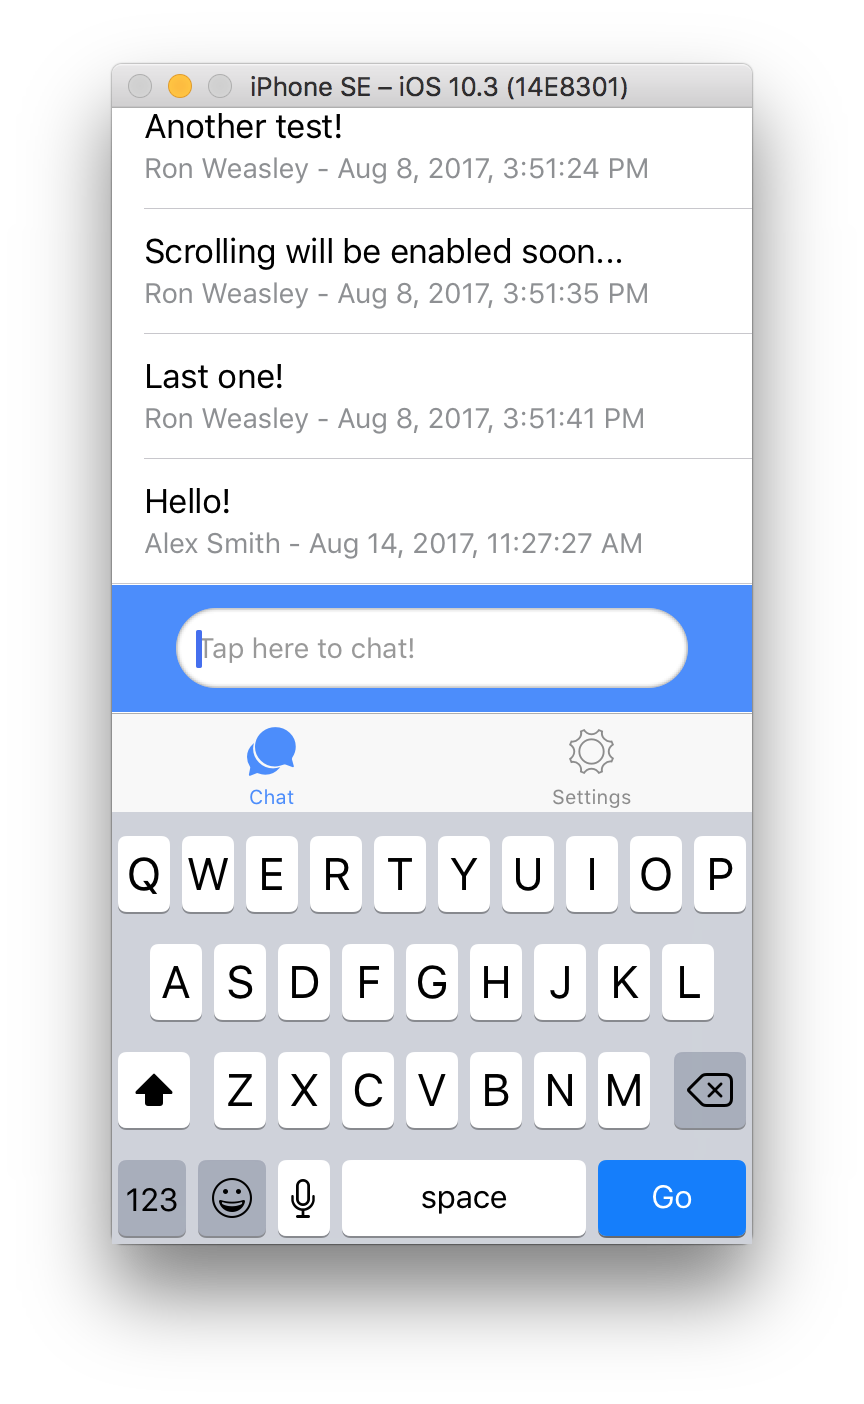 iPhone SE – iOS 10.3 (14E8301)
Another test!
Ron Weasley - Aug 8, 2017, 3:51:24 PM
Scrolling will be enabled soon...
Ron Weasley - Aug 8, 2017, 3:51:35 PM
Last one!
Ron Weasley - Aug 8, 2017, 3:51:41 PM
Hello!
Alex Smith - Aug 14, 2017, 11:27:27 AM
Tap here to chat!
Chat Settings
Q W E R T Y U I O P
A S D F G H J K L
Z X C V B N M
123 space Go